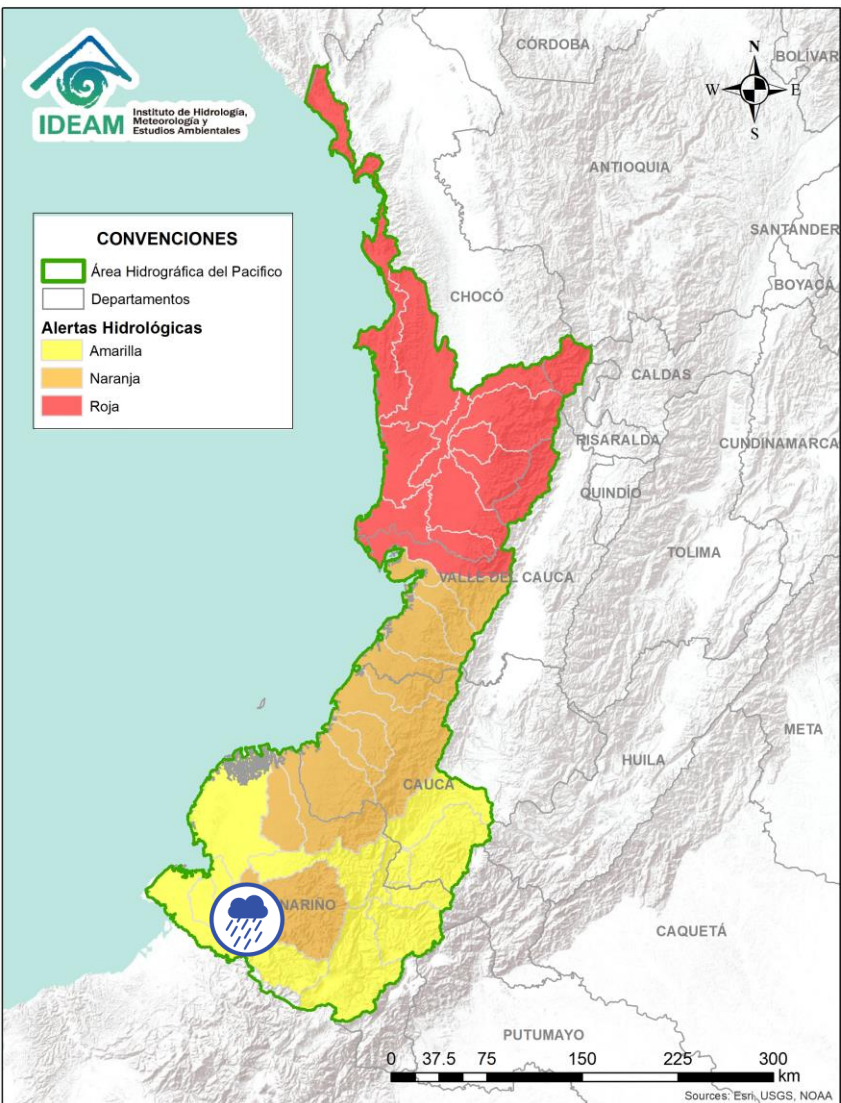 IDEAM
Instituto de Hidrología,
Meteorología y
Estudios Ambientales
CÓRDOBA
BOLÍVAR
N
W
E
S
ANTIOQUIA
SANTANDER
BOYACÁ
CONVENCIONES
Área Hidrográfica del Pacifico
Departamentos
Alertas Hidrológicas
Amarilla
Naranja
Roja
CHOCÓ
CALDAS
RISARALDA
CUNDINAMARCA
QUINDÍO
TOLIMA
VALLE DEL CAUCA
META
HUILA
CAUCA
NARIÑO
CAQUETÁ
PUTUMAYO
0 37.5 75 150 225 300
km
Sources: Esri, USGS, NOAA